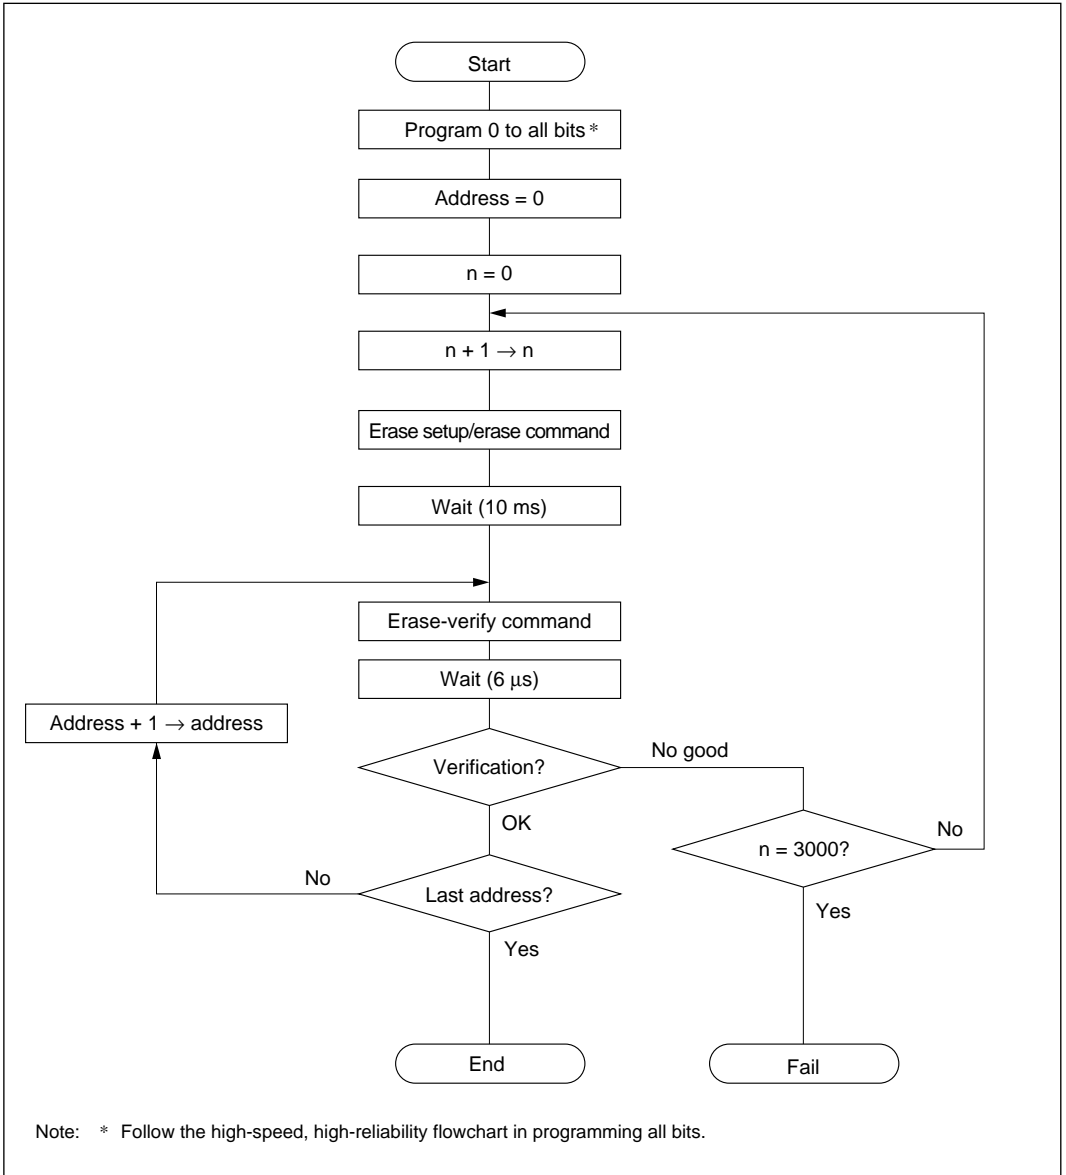 Start
Program 0 to all bits *
Address = 0
n = 0
n + 1 → n
Erase setup/erase command
Wait (10 ms)
Erase-verify command
Wait (6 μs)
Address + 1 → address
Verification?
No good
OK
n = 3000?
No
Last address?
No
Yes
Yes
End
Fail
Note: * Follow the high-speed, high-reliability flowchart in programming all bits.